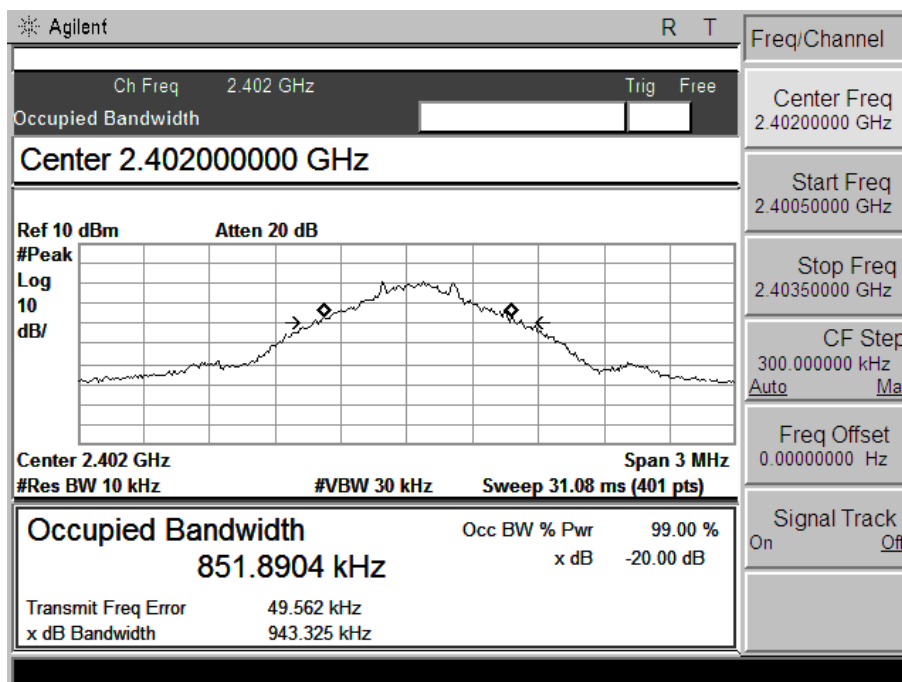 Agilent R T
Ch Freq 2.402 GHz Trig Free
Occupied Bandwidth
Center 2.402000000 GHz
Ref 10 dBm Atten 20 dB
#Peak
Log
10
dB/
Center 2.402 GHz Span 3 MHz
#Res BW 10 kHz #VBW 30 kHz Sweep 31.08 ms (401 pts)
Occupied Bandwidth
851.8904 kHz
Occ BW % Pwr 99.00 %
x dB -20.00 dB
Transmit Freq Error 49.562 kHz
x dB Bandwidth 943.325 kHz
Freq/Channel
Center Freq
2.40200000 GHz
Start Freq
2.40050000 GHz
Stop Freq
2.40350000 GHz
CF Step
300.000000 kHz
Auto Ma
Freq Offset
0.00000000 Hz
Signal Track
On Off